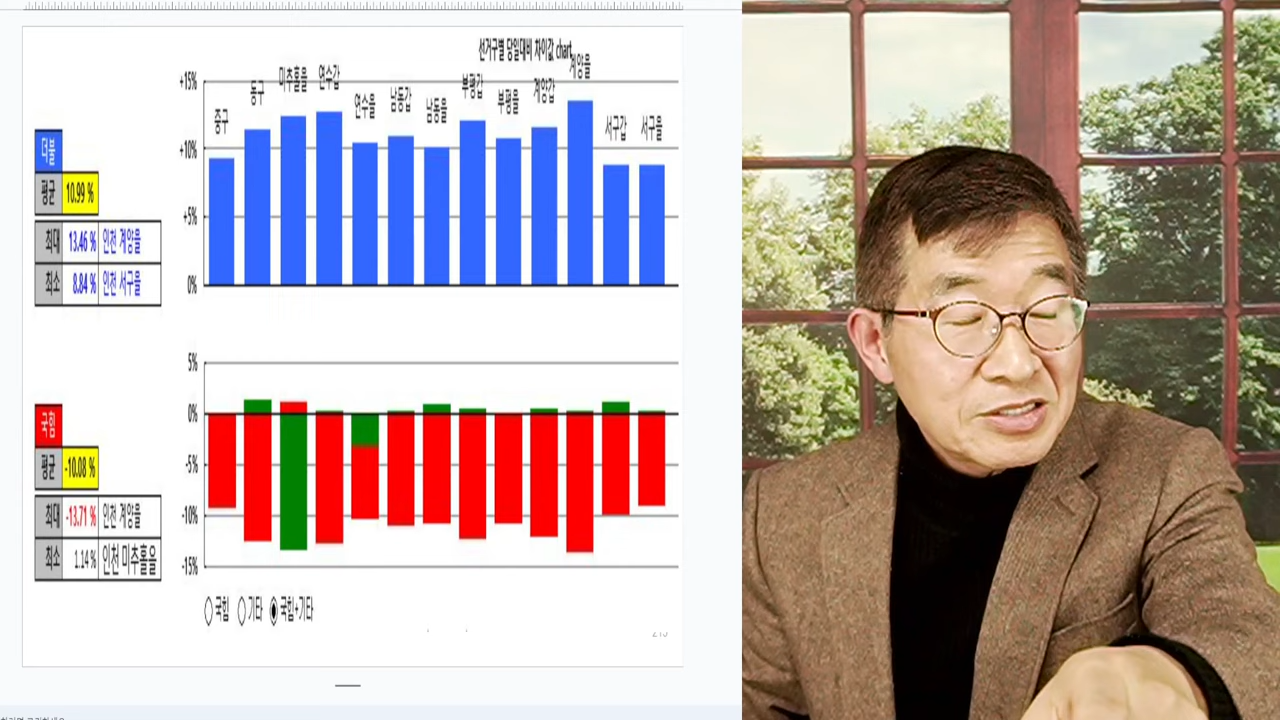 선거구별 당일대비 차이값 chart
+15%
+10%
+5%
0%
중구
동구
미추홀을
연수갑
연수을
남동갑
남동을
부평갑
부평을
계양갑
계양을
서구갑
서구을
더불
평균 10.99 %
최대 13.46 % 인천 계양을
최소 8.84 % 인천 서구을
5%
0%
-5%
-10%
-15%
국힘
평균 -10.08 %
최대 -13.71 % 인천 계양을
최소 1.14 % 인천 미추홀을
국힘 기타 국힘+기타